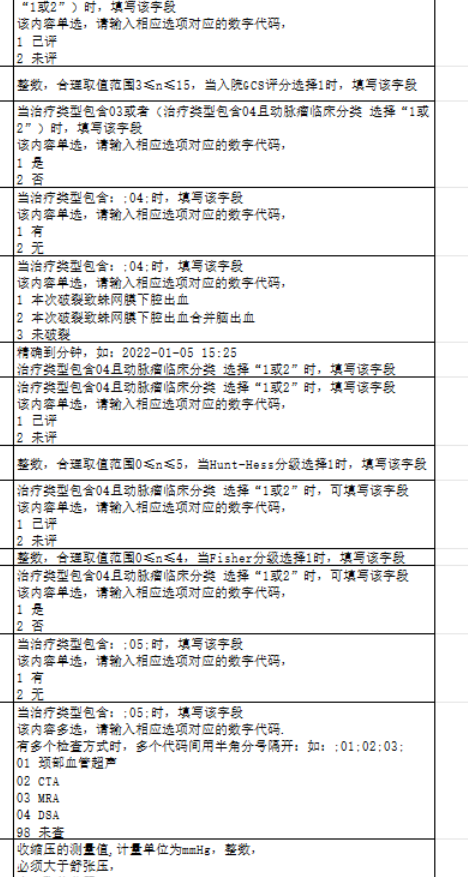 “1或2”）时，填写该字段
该内容单选，请输入相应选项对应的数字代码，
1 已评
2 未评
整数，合理取值范围3≤n≤15，当入院GCS评分选择1时，填写该字段
当治疗类型包含03或者（治疗类型包含04且动脉瘤临床分类 选择“1或
2”）时，填写该字段
该内容单选，请输入相应选项对应的数字代码，
1 是
2 否
当治疗类型包含：;04;时，填写该字段
该内容单选，请输入相应选项对应的数字代码，
1 有
2 无
当治疗类型包含：;04;时，填写该字段
该内容单选，请输入相应选项对应的数字代码，
1 本次破裂致蛛网膜下腔出血
2 本次破裂致蛛网膜下腔出血合并脑出血
3 未破裂
精确到分钟，如：2022-01-05 15:25
治疗类型包含04且动脉瘤临床分类 选择“1或2”时，填写该字段
治疗类型包含04且动脉瘤临床分类 选择“1或2”时，填写该字段
该内容单选，请输入相应选项对应的数字代码，
1 已评
2 未评
整数，合理取值范围0≤n≤5，当Hunt-Hess分级选择1时，填写该字段
治疗类型包含04且动脉瘤临床分类 选择“1或2”时，可填写该字段
该内容单选，请输入相应选项对应的数字代码，
1 已评
2 未评
整数，合理取值范围0≤n≤4，当Fisher分级选择1时，填写该字段
治疗类型包含04且动脉瘤临床分类 选择“1或2”时，可填写该字段
该内容单选，请输入相应选项对应的数字代码，
1 是
2 否
当治疗类型包含：;05;时，填写该字段
该内容单选，请输入相应选项对应的数字代码，
1 有
2 无
当治疗类型包含：;05;时，填写该字段
该内容多选，请输入相应选项对应的数字代码.
有多个检查方式时，多个代码间用半角分号隔开：如：;01;02;03;
01 颈部血管超声
02 CTA
03 MRA
04 DSA
98 未查
收缩压的测量值,计量单位为mmHg，整数，
必须大于舒张压，